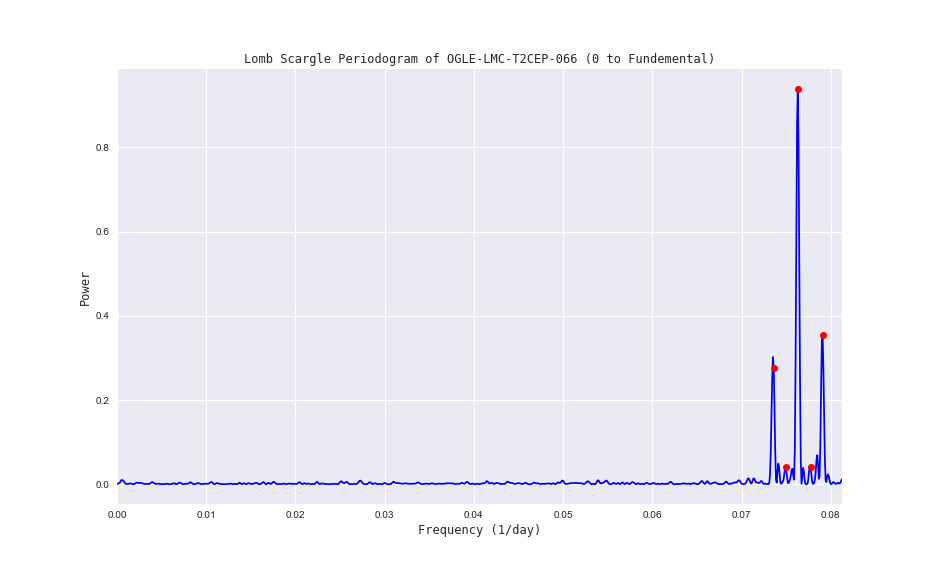 Lomb Scargle Periodogram of OGLE-LMC-T2CEP-066 (0 to Fundemental)
0.8
0.6
0.4
0.2
0.0
Power
0.00 0.01 0.02 0.03 0.04 0.05 0.06 0.07 0.08
Frequency (1/day)